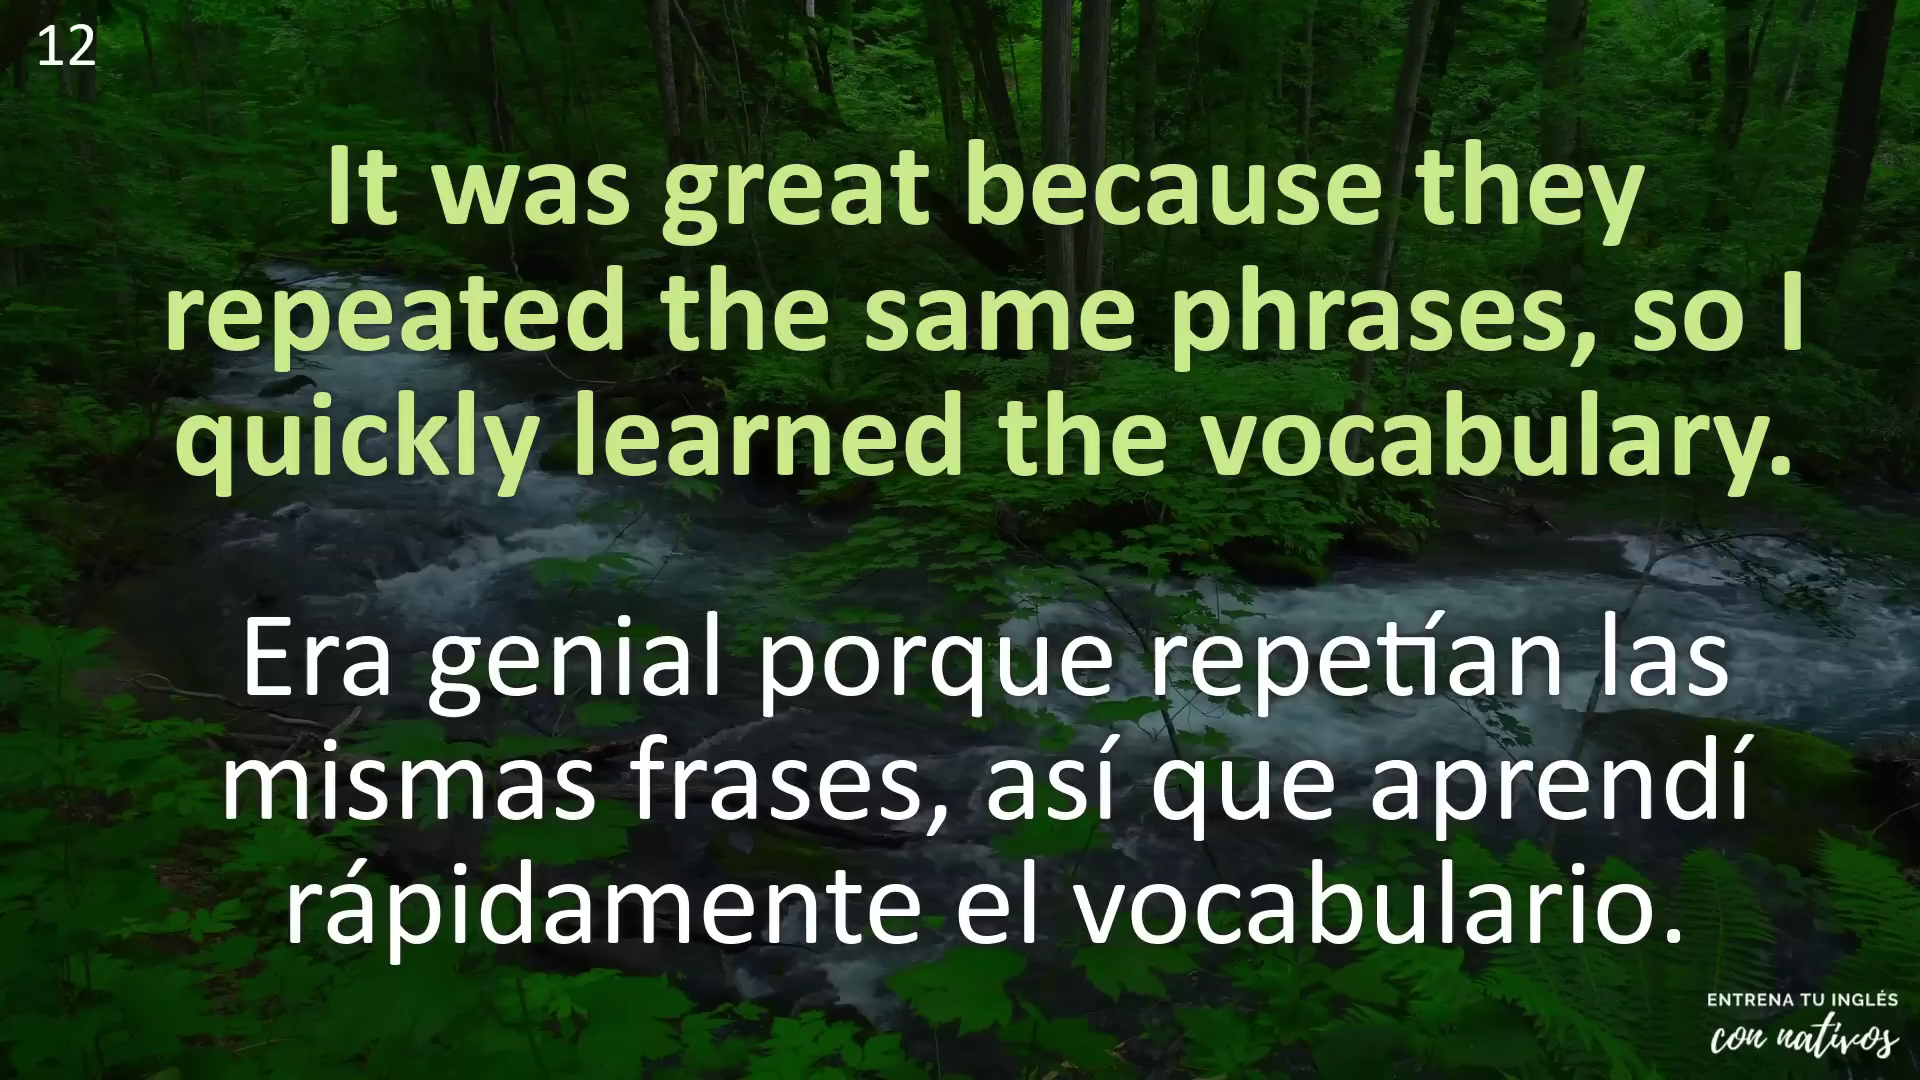 12
It was great because they
repeated the same phrases, so I
quickly learned the vocabulary.
Era genial porque repetían las
mismas frases, así que aprendí
rápidamente el vocabulario.
ENTRENA TU INGLÉS
con nativos